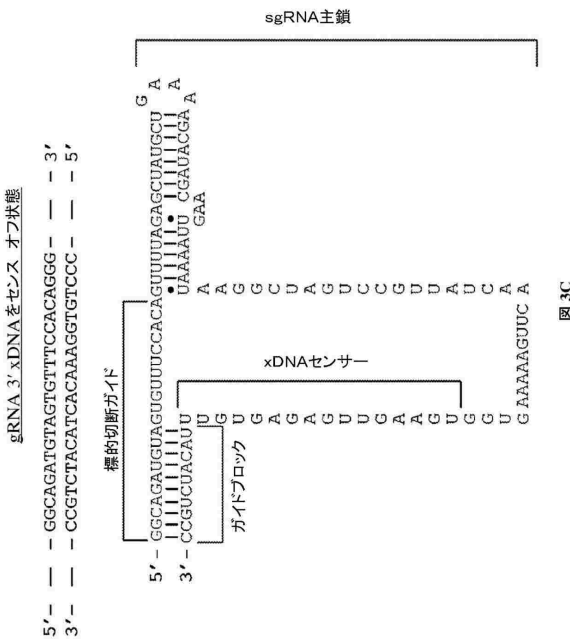 gRNA 3' xDNAをセンス オフ状態
5'- — - GGCAGATGTAGTGTTTCCACAGGG - — - 3'
3'- — - CCGTCTACATCACAAAGGTGTCCC - — - 5'
sgRNA主鎖
標的切断ガイド
5'- GGCAGAUGUAGUGUUUCCACAGUUUUAGAGCUAUGCU
G A A A
3'- CCGUCUACAUU
UAAAAUU CGAUACGA
GAA
ガイドブロック
xDNAセンサー
U G U G A G A G U U G A A G U G G U
A A G G C U A G U C C G U U A U C A A
GAAAAAGUUCA
図 3C